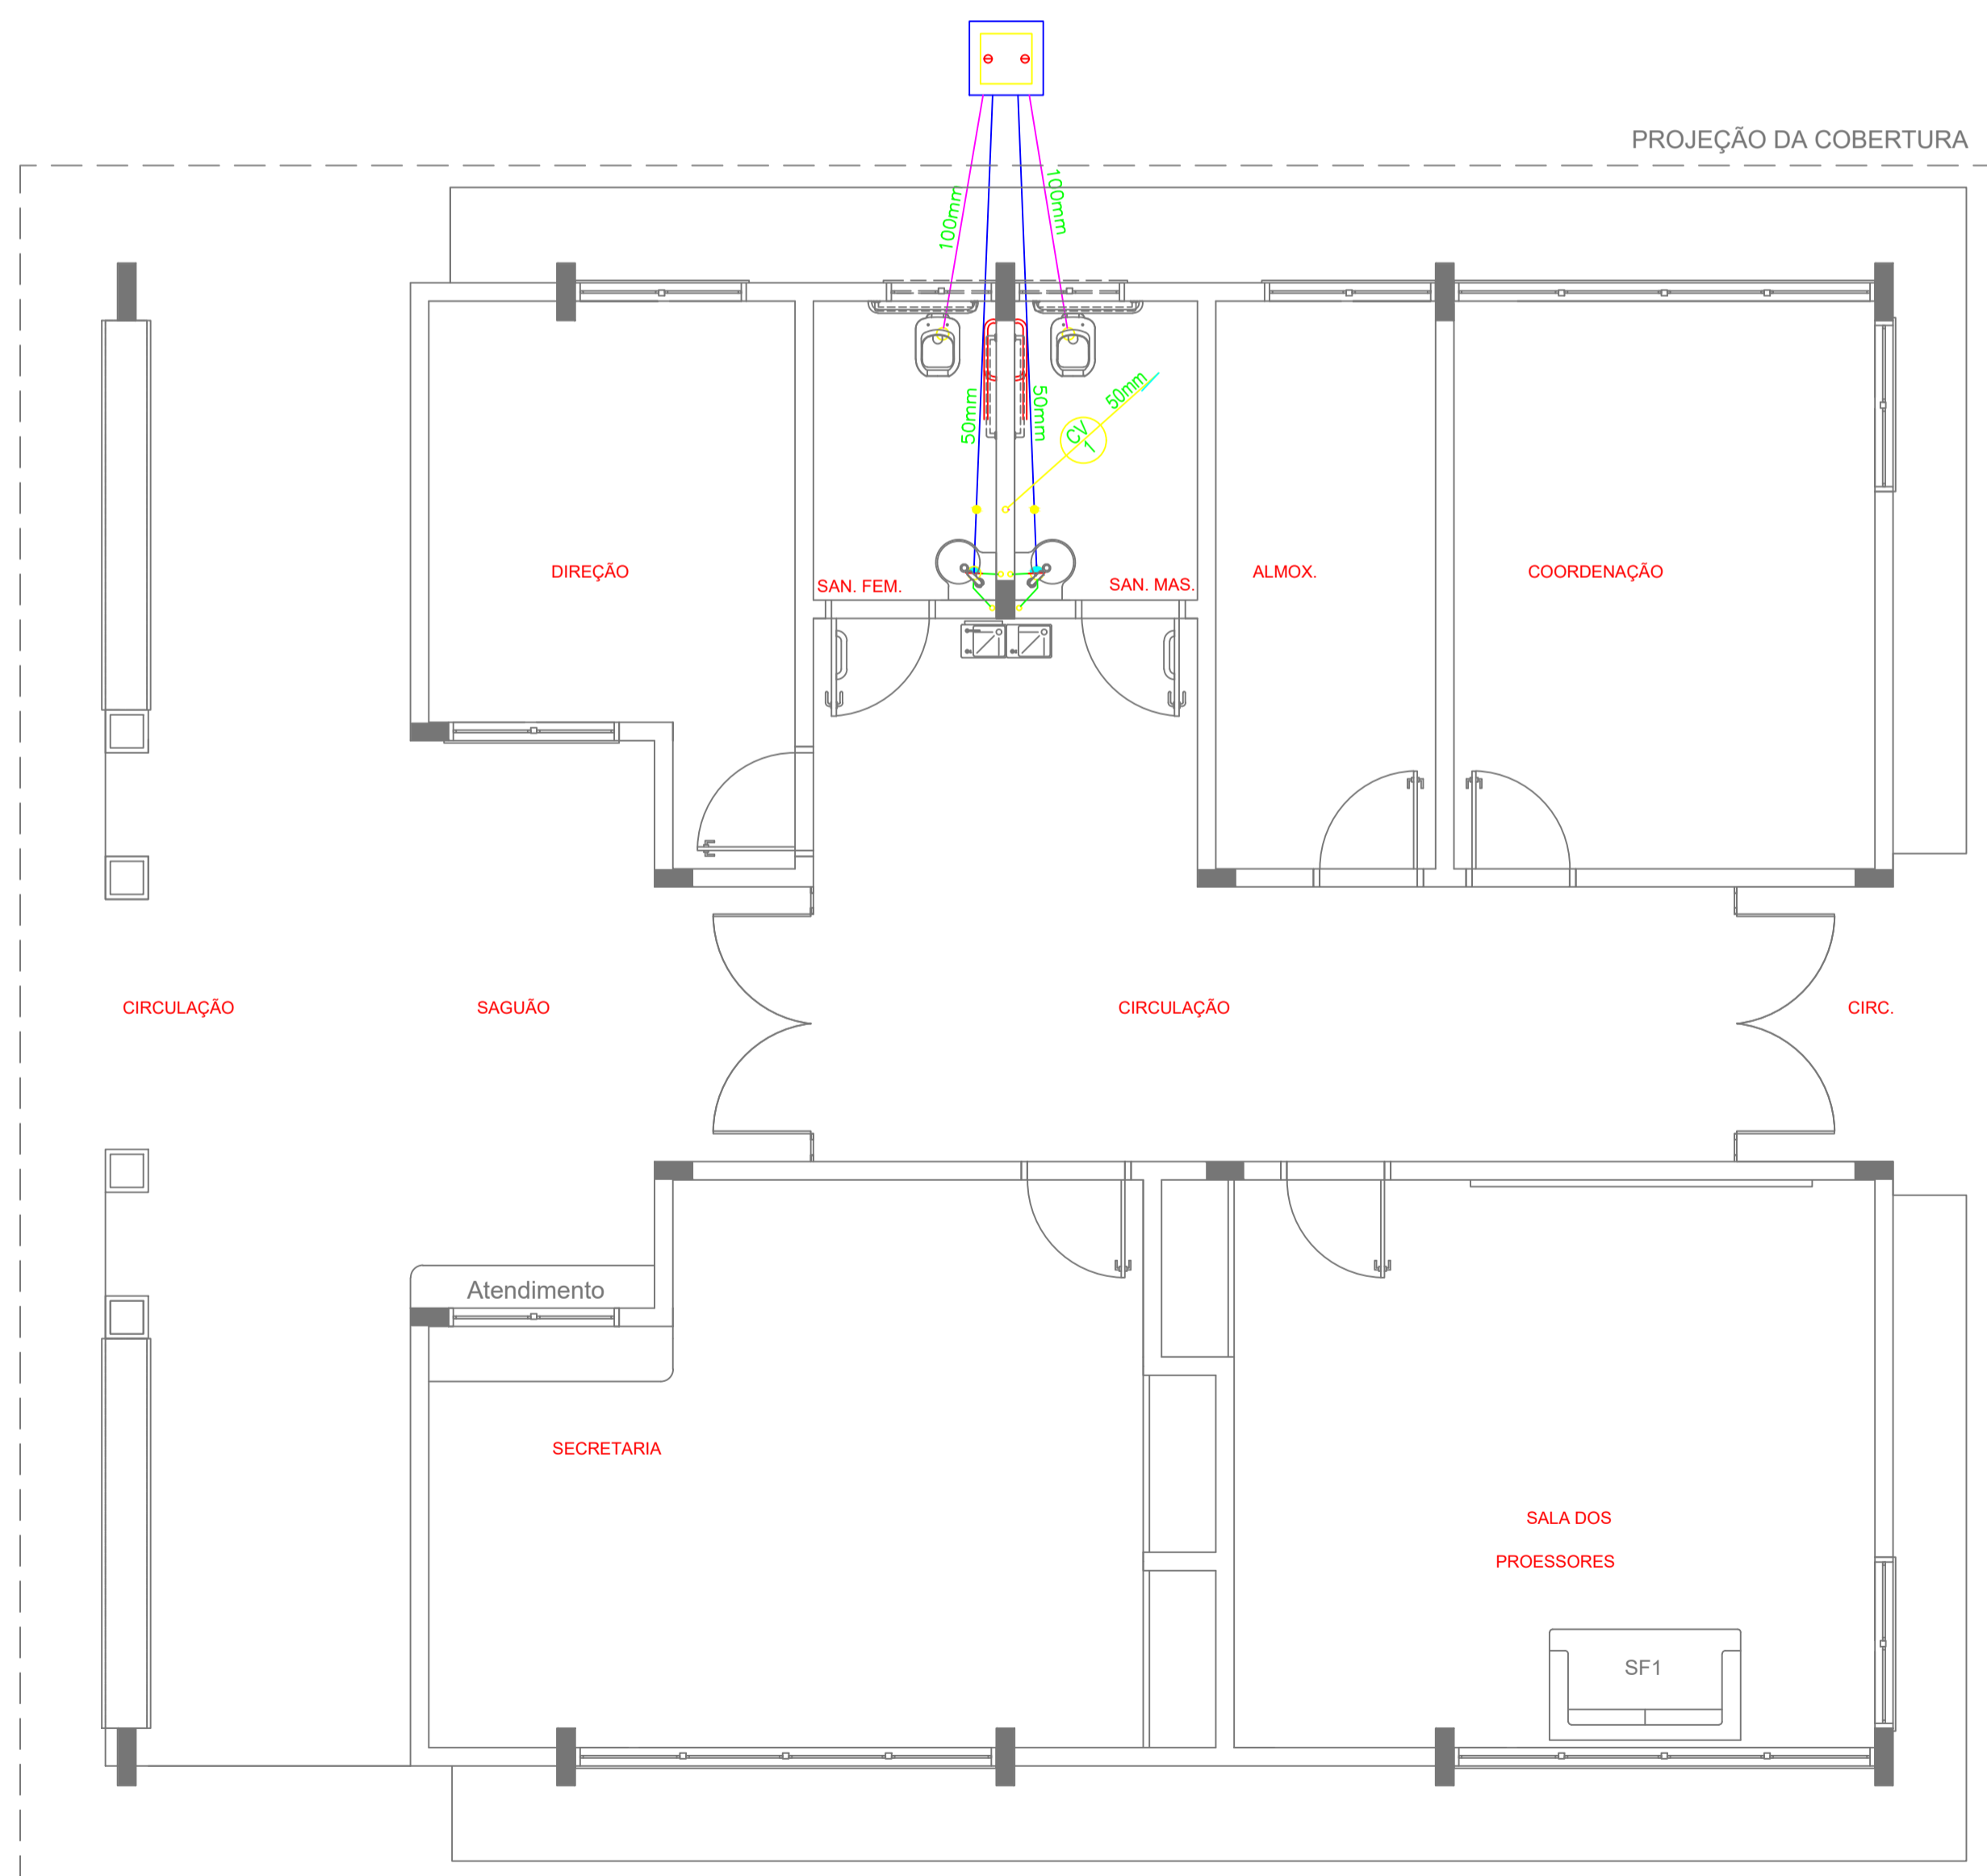 PROJEÇÃO DA COBERTURA
100mm
100mm
50mm
50mm
50mm
CV
1
DIREÇÃO
SAN. FEM.
SAN. MAS.
ALMOX.
COORDENAÇÃO
CIRCULAÇÃO
SAGUÃO
CIRCULAÇÃO
CIRC.
Atendimento
SECRETARIA
SALA DOS
PROESSORES
SF1